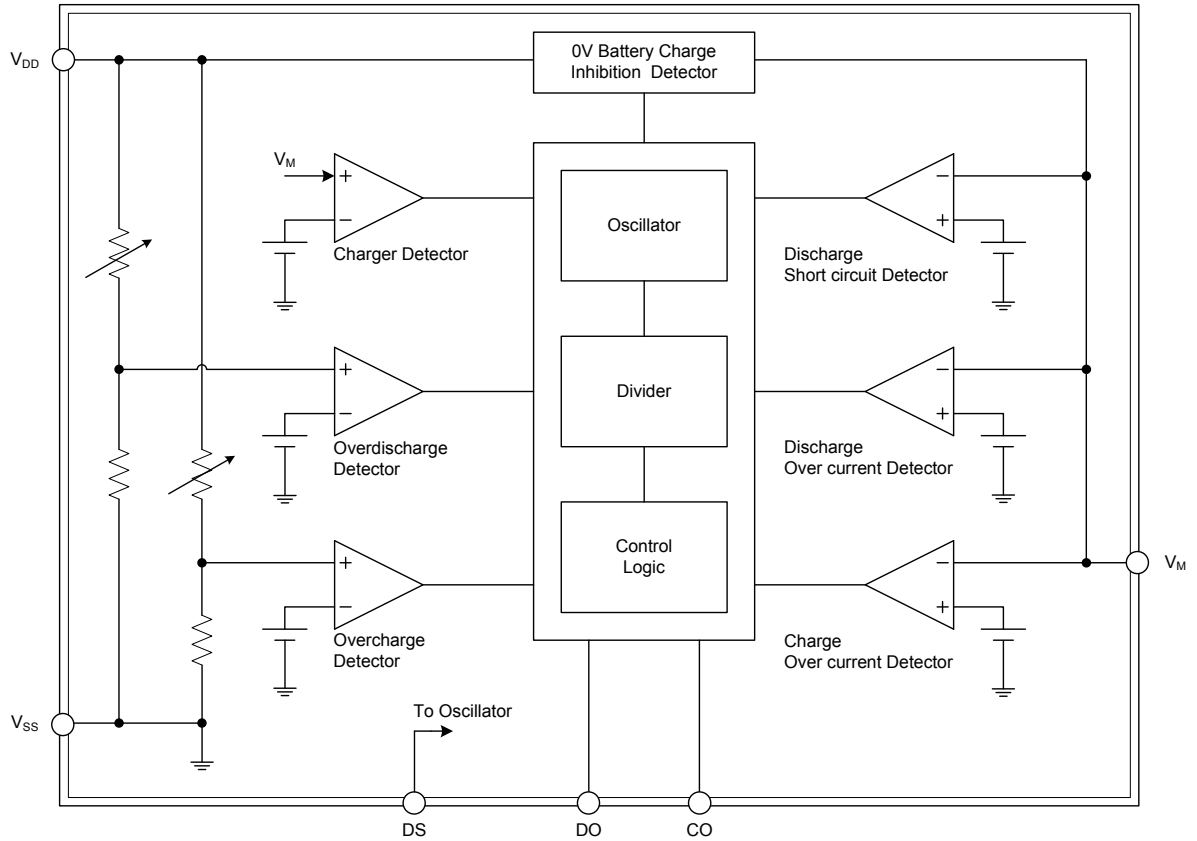 V_DD
0V Battery Charge
Inhibition Detector
V_M
+
−
Charger Detector
Oscillator
−
+
Discharge
Short circuit Detector
+
−
Overdischarge
Detector
Divider
−
+
Discharge
Over current Detector
+
−
Overcharge
Detector
Control
Logic
−
+
Charge
Over current Detector
V_M
V_SS
To Oscillator
DS
DO
CO